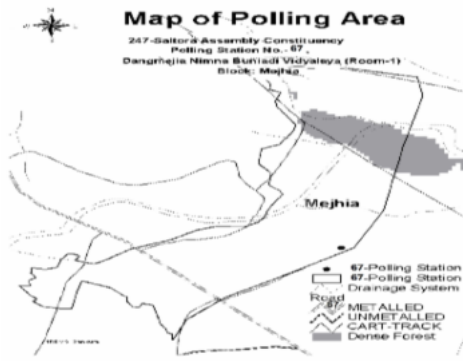 Map of Polling Area
247-Saltora Assembly Constituency
Polling Station No.- 67,
Dangmejia Nimna Buniadi Vidyalaya (Room-1)
Block: Mejhia
Mejhia
67-Polling Station
67-Polling Station
Drainage System
Road
METALLED
UNMETALLED
CART-TRACK
Dense Forest